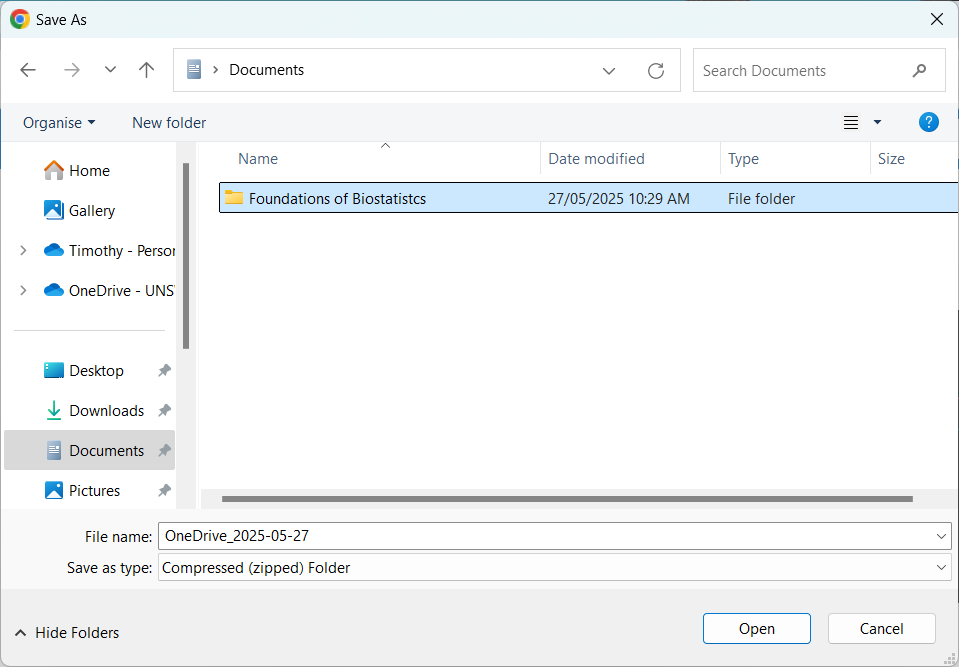 Save As
Documents
Search Documents
Organise
New folder
?
Name
Date modified
Type
Size
Foundations of Biostatistcs
27/05/2025 10:29 AM
File folder
Home
Gallery
Timothy - Person
OneDrive - UNS
Desktop
Downloads
Documents
Pictures
File name:
OneDrive_2025-05-27
Save as type:
Compressed (zipped) Folder
Hide Folders
Open
Cancel